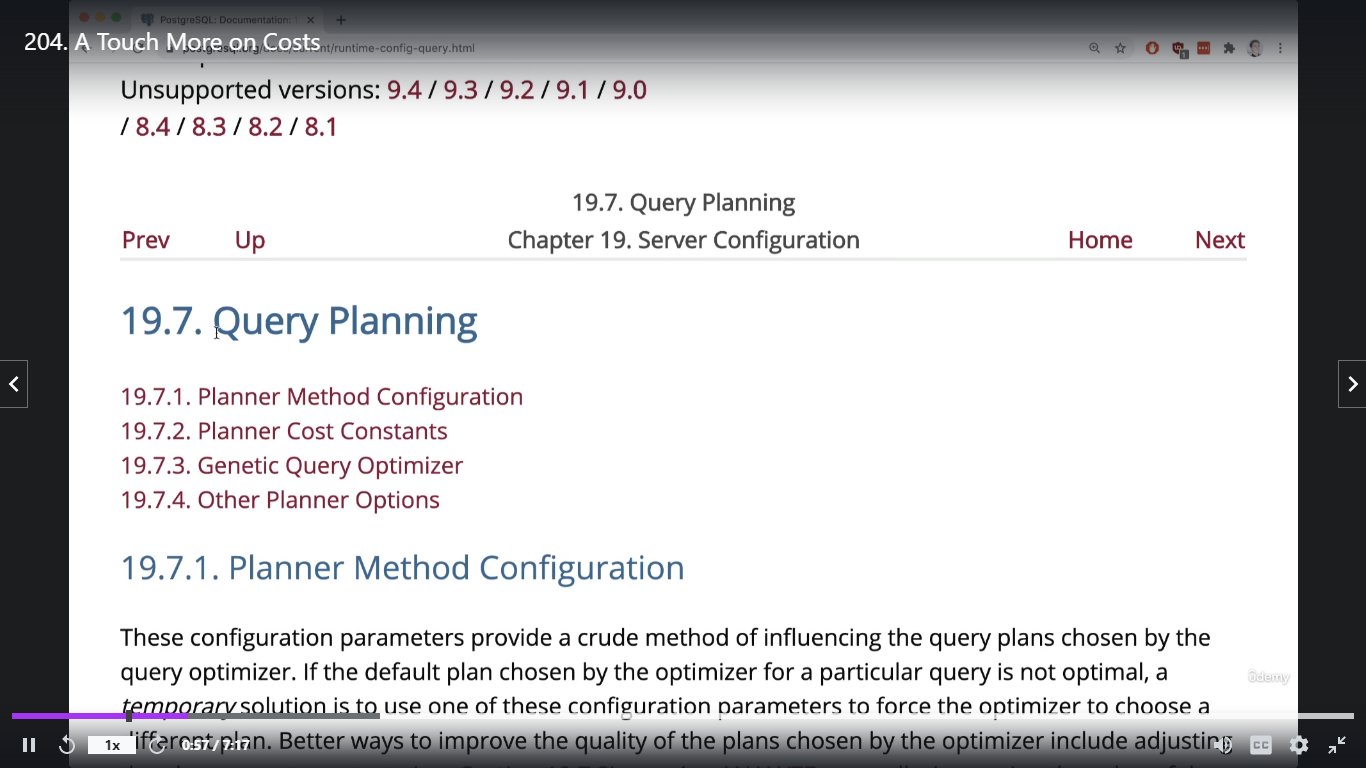 PostgreSQL: Documentation:
204. A Touch More on Costs
/runtime-config-query.html
Unsupported versions: 9.4 / 9.3 / 9.2 / 9.1 / 9.0
/ 8.4 / 8.3 / 8.2 / 8.1
19.7. Query Planning
Prev Up Chapter 19. Server Configuration Home Next
19.7. Query Planning
19.7.1. Planner Method Configuration
19.7.2. Planner Cost Constants
19.7.3. Genetic Query Optimizer
19.7.4. Other Planner Options
19.7.1. Planner Method Configuration
These configuration parameters provide a crude method of influencing the query plans chosen by the
query optimizer. If the default plan chosen by the optimizer for a particular query is not optimal, a
ûdemy
temporary solution is to use one of these configuration parameters to force the optimizer to choose a
different plan. Better ways to improve the quality of the plans chosen by the optimizer include adjusting
1x 0:57 / 7:17 CC